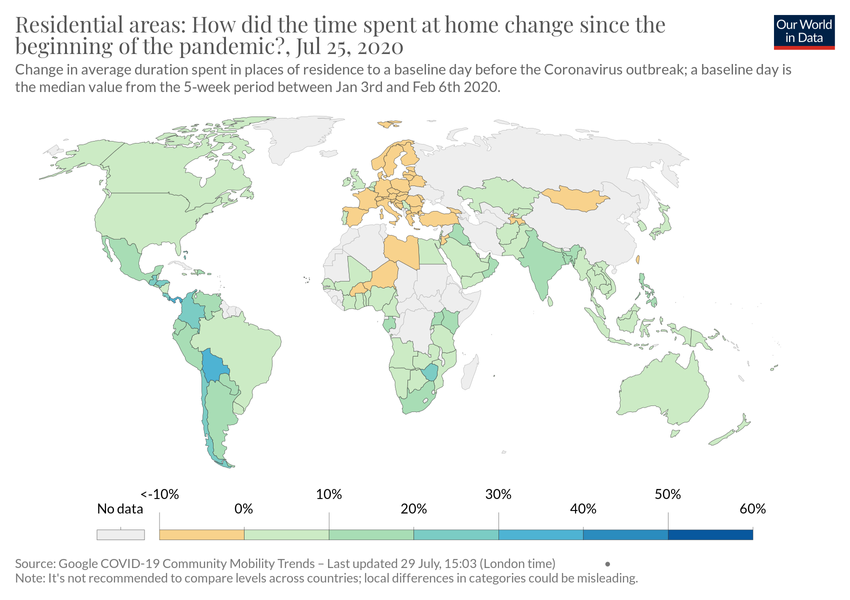 Residential areas: How did the time spent at home change since the
beginning of the pandemic?, Jul 25, 2020
Our World
in Data
Change in average duration spent in places of residence to a baseline day before the Coronavirus outbreak; a baseline day is
the median value from the 5-week period between Jan 3rd and Feb 6th 2020.
<-10% 10% 30% 50%
No data 0% 20% 40% 60%
Source: Google COVID-19 Community Mobility Trends – Last updated 29 July, 15:03 (London time) •
Note: It's not recommended to compare levels across countries; local differences in categories could be misleading.